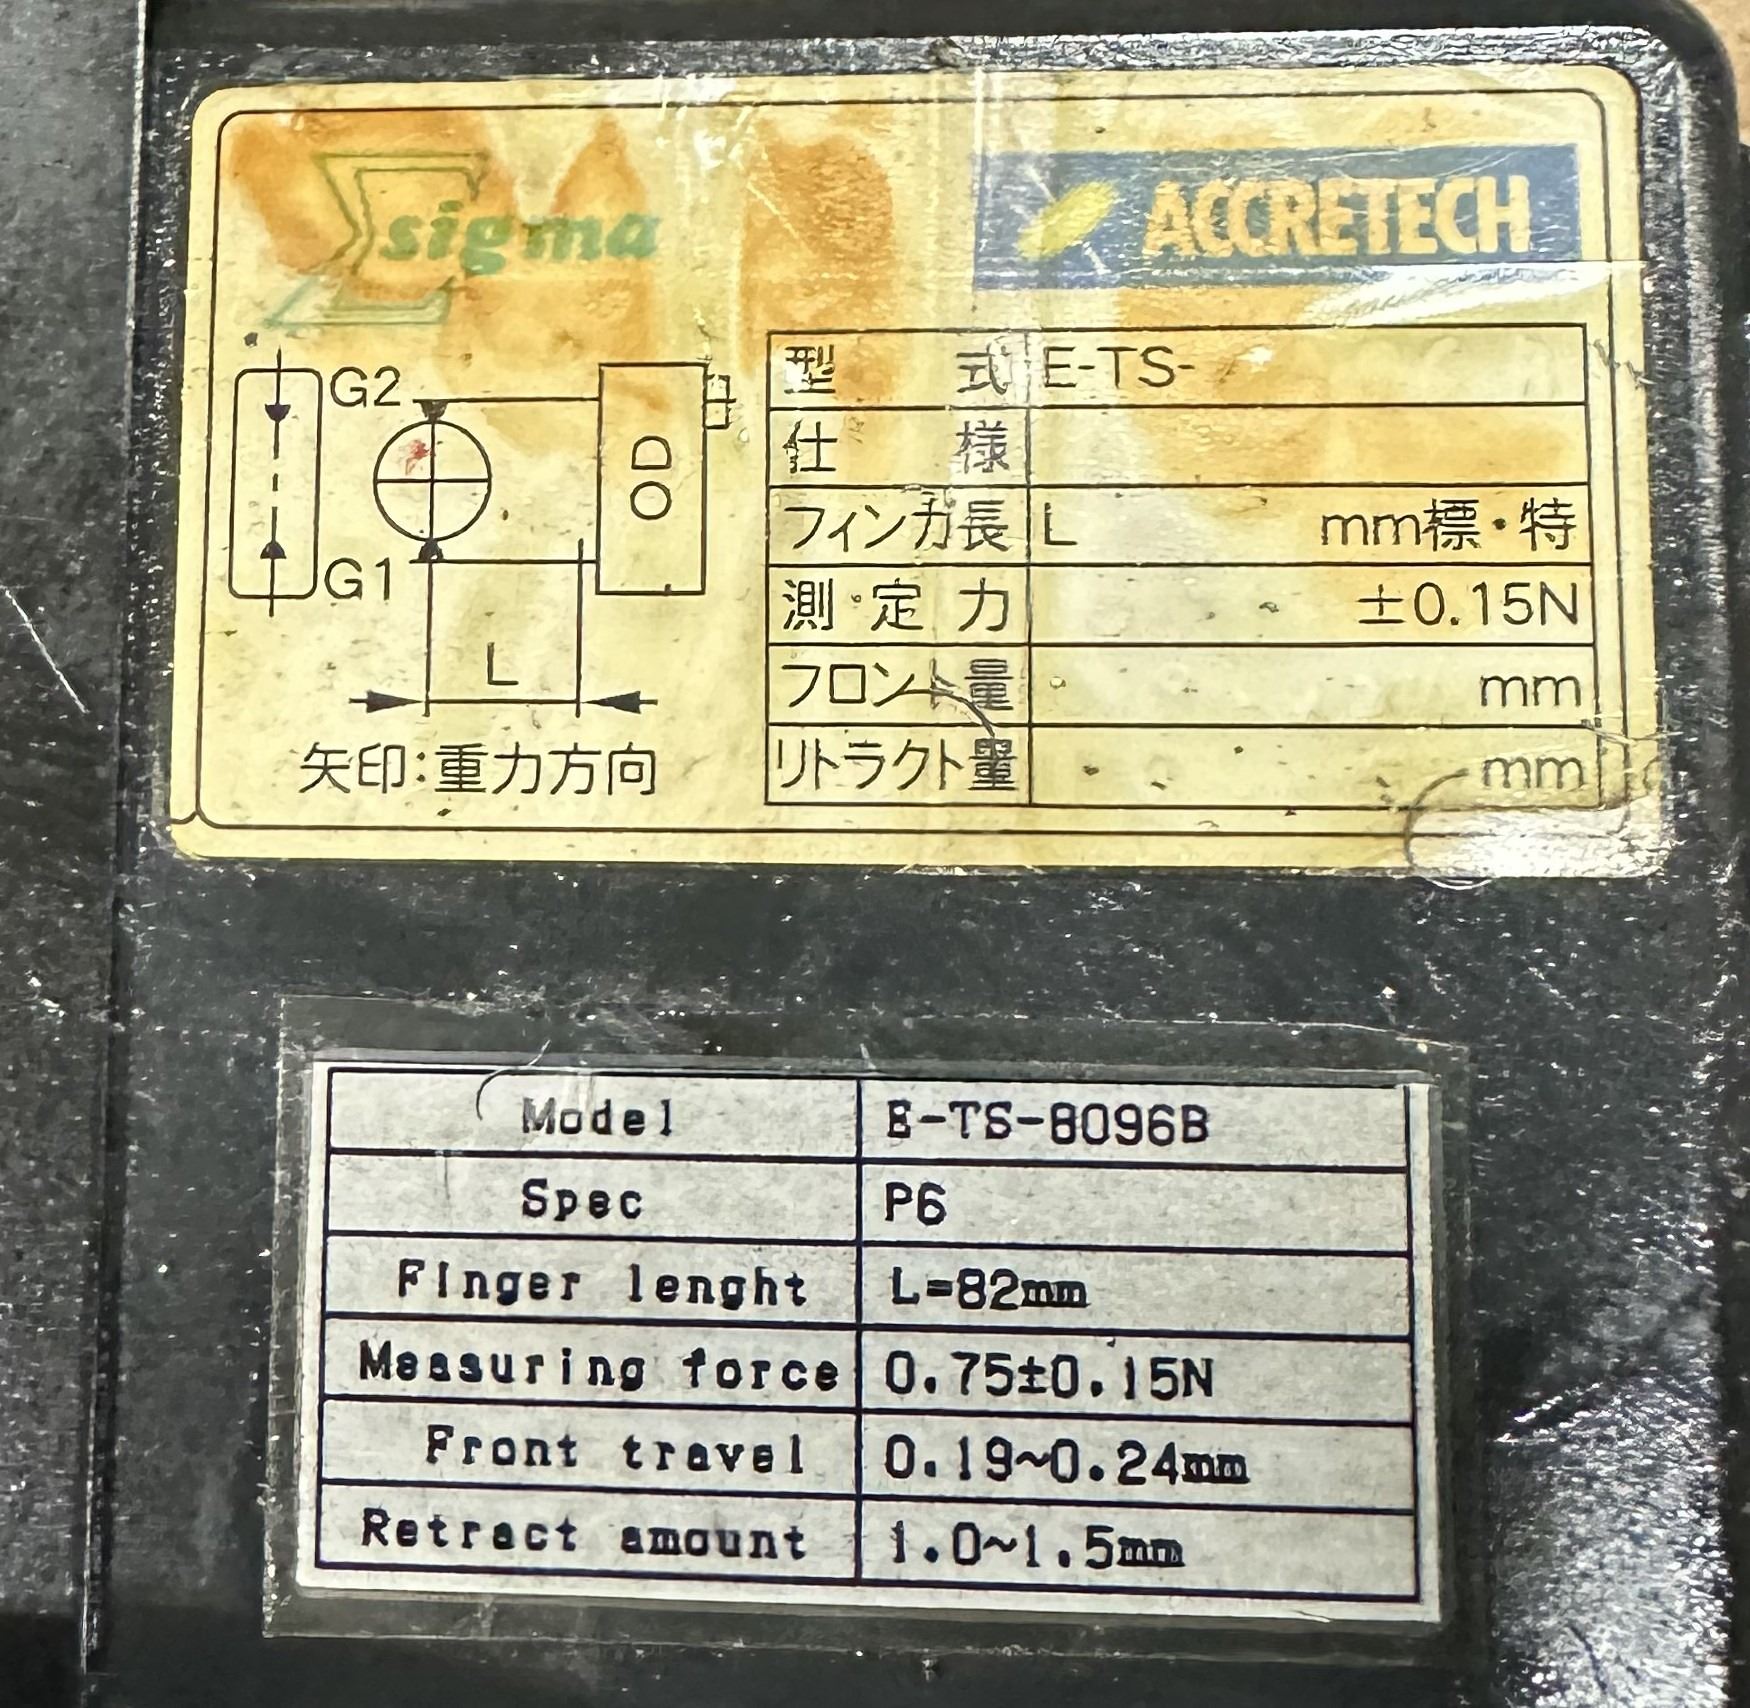 Σsigma
ACCRETECH
G2
G1
L
矢印:重力方向
型 式 E-TS-
仕 様
フィンガ長 L mm標・特
測・定 力 ±0.15N
フロント量 mm
リトラクト量 mm
Model E-TS-8096B
Spec P6
Finger lenght L=82mm
Measuring force 0.75±0.15N
Front travel 0.19~0.24mm
Retract amount 1.0~1.5mm